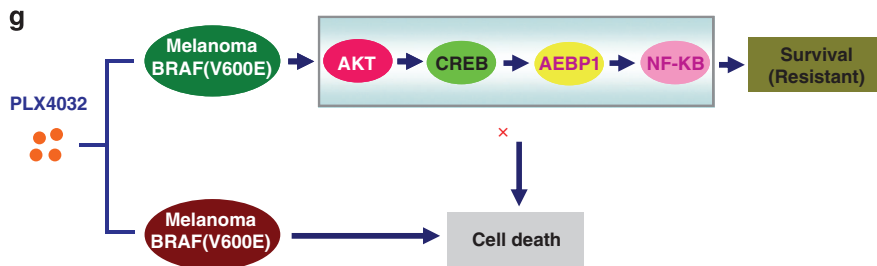 g
Melanoma
BRAF(V600E)
AKT
CREB
AEBP1
NF-KB
Survival
(Resistant)
PLX4032
×
Melanoma
BRAF(V600E)
Cell death